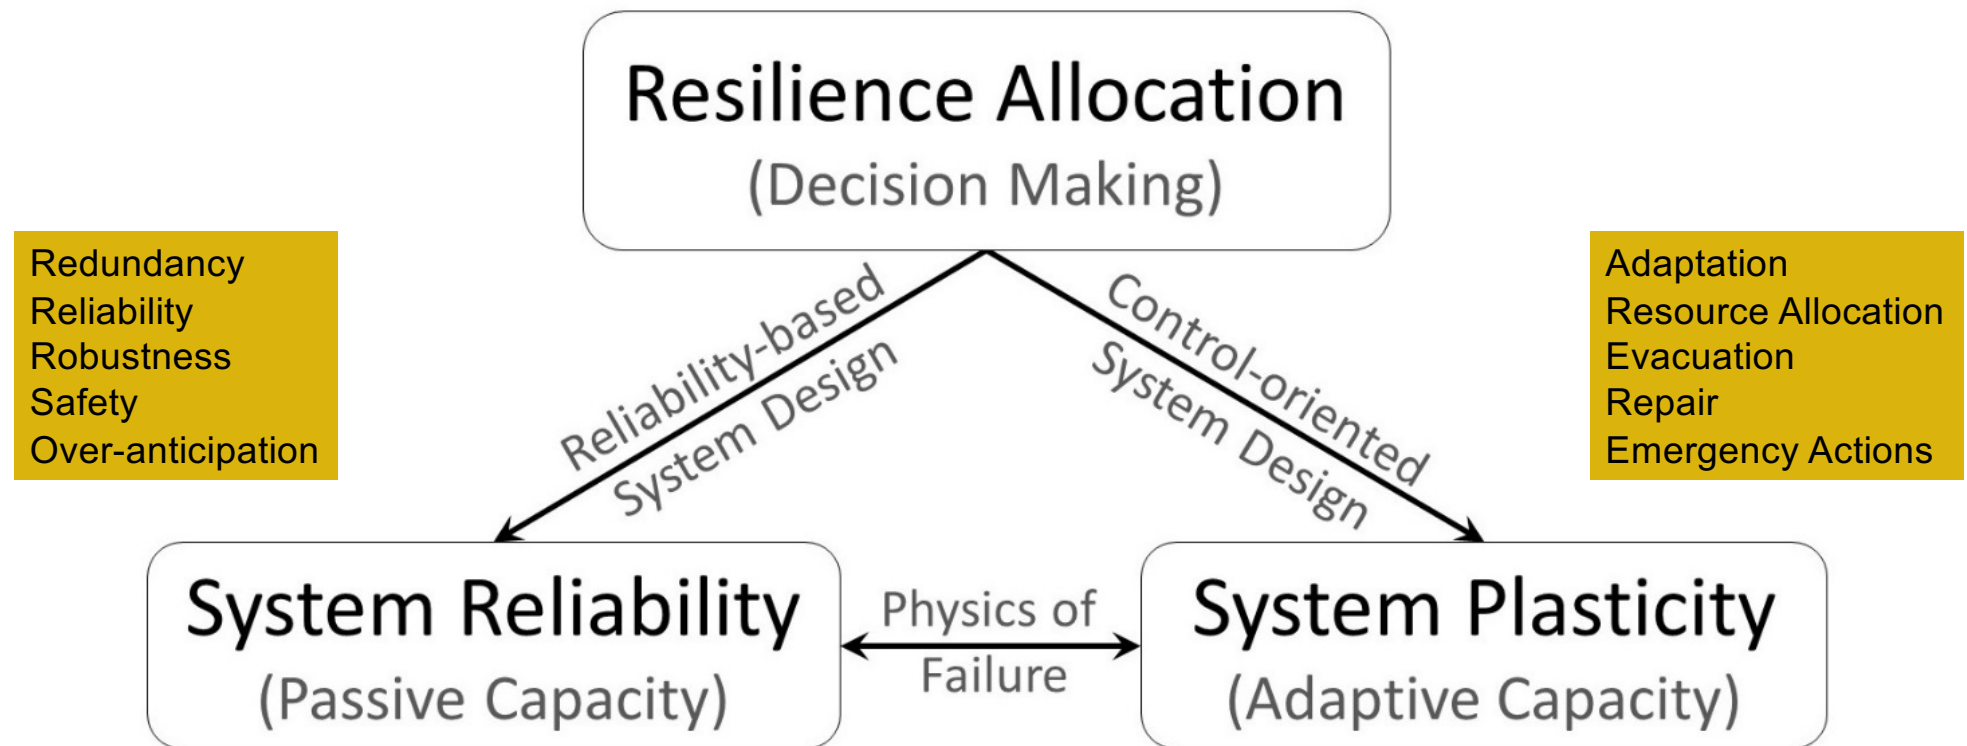 Resilience Allocation
(Decision Making)
Redundancy
Reliability
Robustness
Safety
Over-anticipation
Reliability-based
System Design
Control-oriented
System Design
Adaptation
Resource Allocation
Evacuation
Repair
Emergency Actions
System Reliability
(Passive Capacity)
Physics of
Failure
System Plasticity
(Adaptive Capacity)